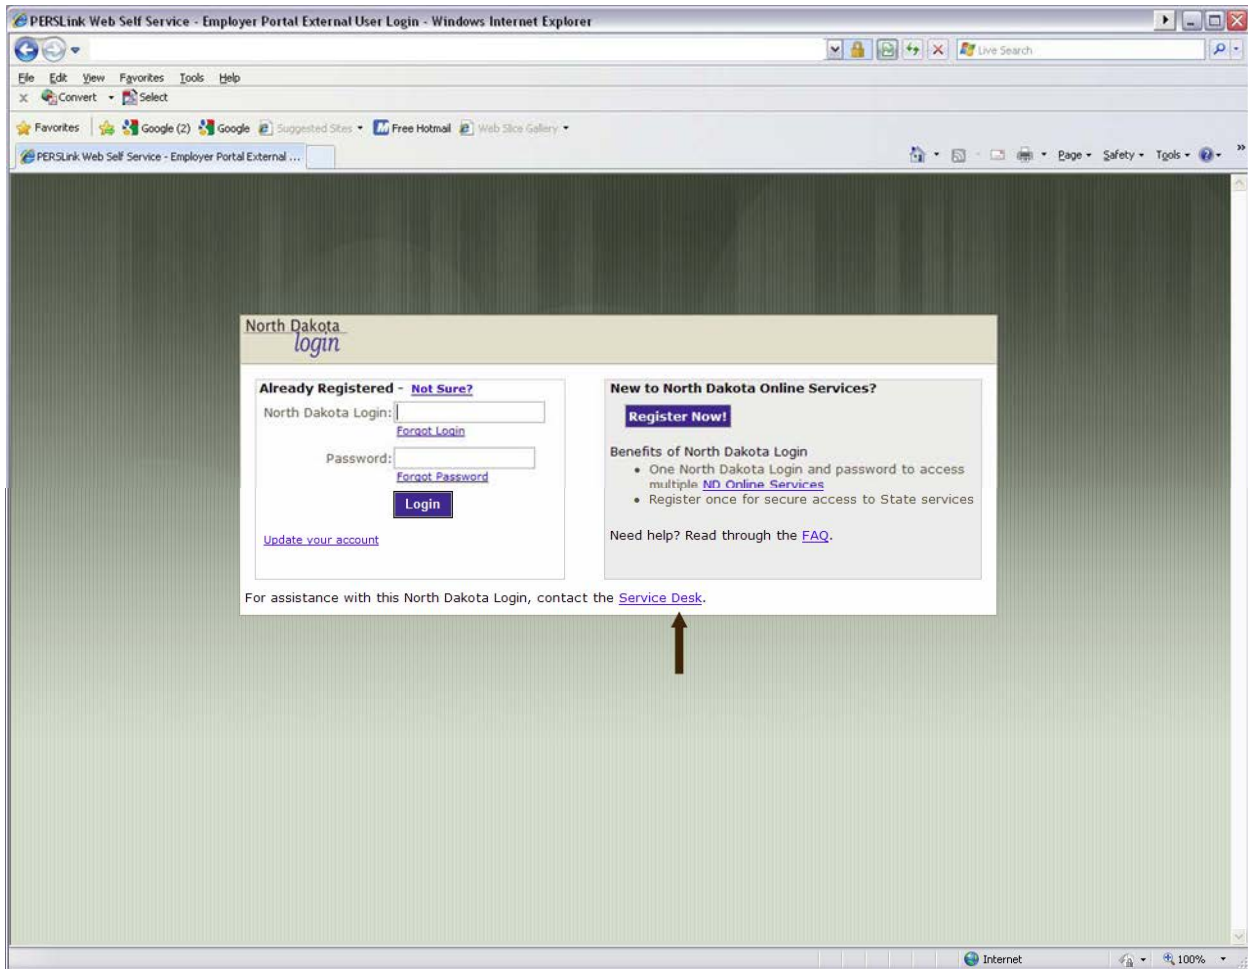 PERSLink Web Self Service - Employer Portal External User Login - Windows Internet Explorer
Live Search
File Edit View Favorites Tools Help
x Convert Select
Favorites Google (2) Google Suggested Sites Free Hotmail Web Slice Gallery
PERSLink Web Self Service - Employer Portal External ... Page Safety Tools »
North Dakota
login
Already Registered - Not Sure?
North Dakota Login:
Forgot Login
Password:
Forgot Password
Login
Update your account
New to North Dakota Online Services?
Register Now!
Benefits of North Dakota Login
• One North Dakota Login and password to access
multiple ND Online Services
• Register once for secure access to State services
Need help? Read through the FAQ.
For assistance with this North Dakota Login, contact the Service Desk.
Internet 100%